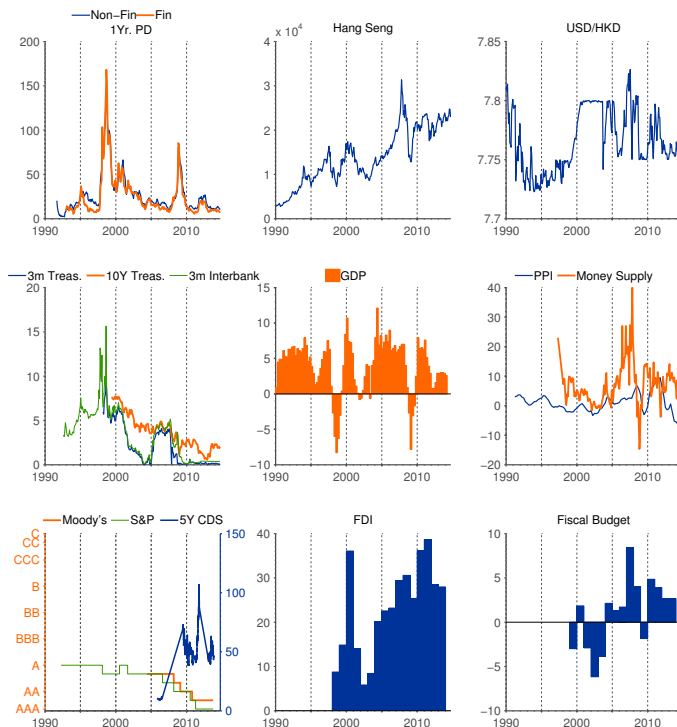 Non-Fin Fin
1Yr. PD
200
150
100
50
0
1990 2000 2010
Hang Seng
x 10^4
4
3
2
1
0
1990 2000 2010
USD/HKD
7.85
7.8
7.75
7.7
1990 2000 2010
3m Treas. 10Y Treas. 3m Interbank
20
15
10
5
0
1990 2000 2010
GDP
15
10
5
0
−5
−10
1990 2000 2010
PPI Money Supply
40
30
20
10
0
−10
−20
1990 2000 2010
Moody's S&P 5Y CDS
C
CC
CCC
B
BB
BBB
A
AA
AAA
150
100
50
0
1990 2000 2010
FDI
40
30
20
10
0
1990 2000 2010
Fiscal Budget
10
5
0
−5
−10
1990 2000 2010